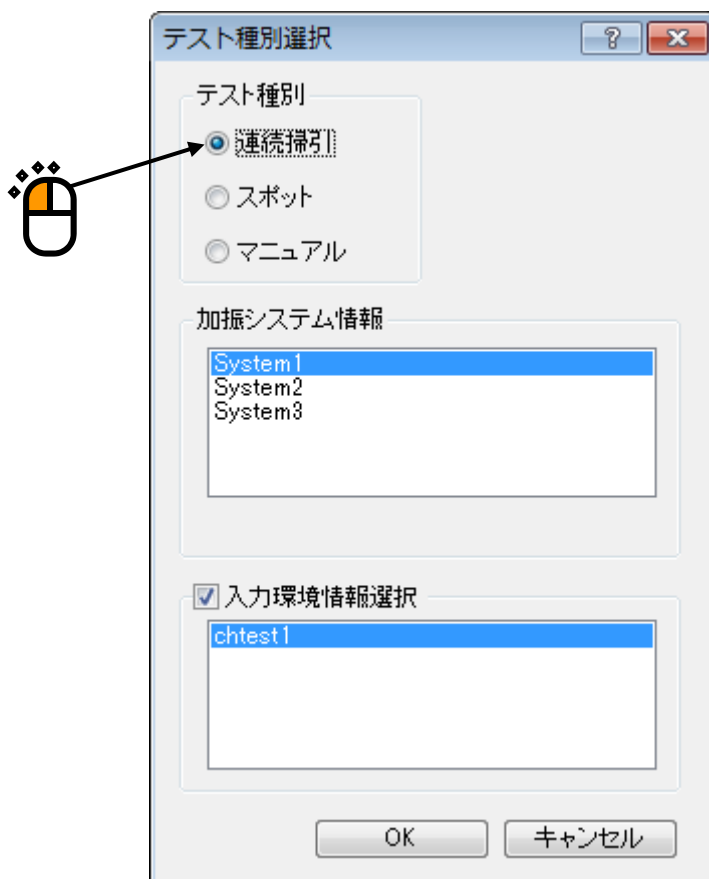 テスト種別選択
テスト種別
連続掃引
スポット
マニュアル
加振システム情報
System1
System2
System3
入力環境情報選択
chtest1
OK
キャンセル